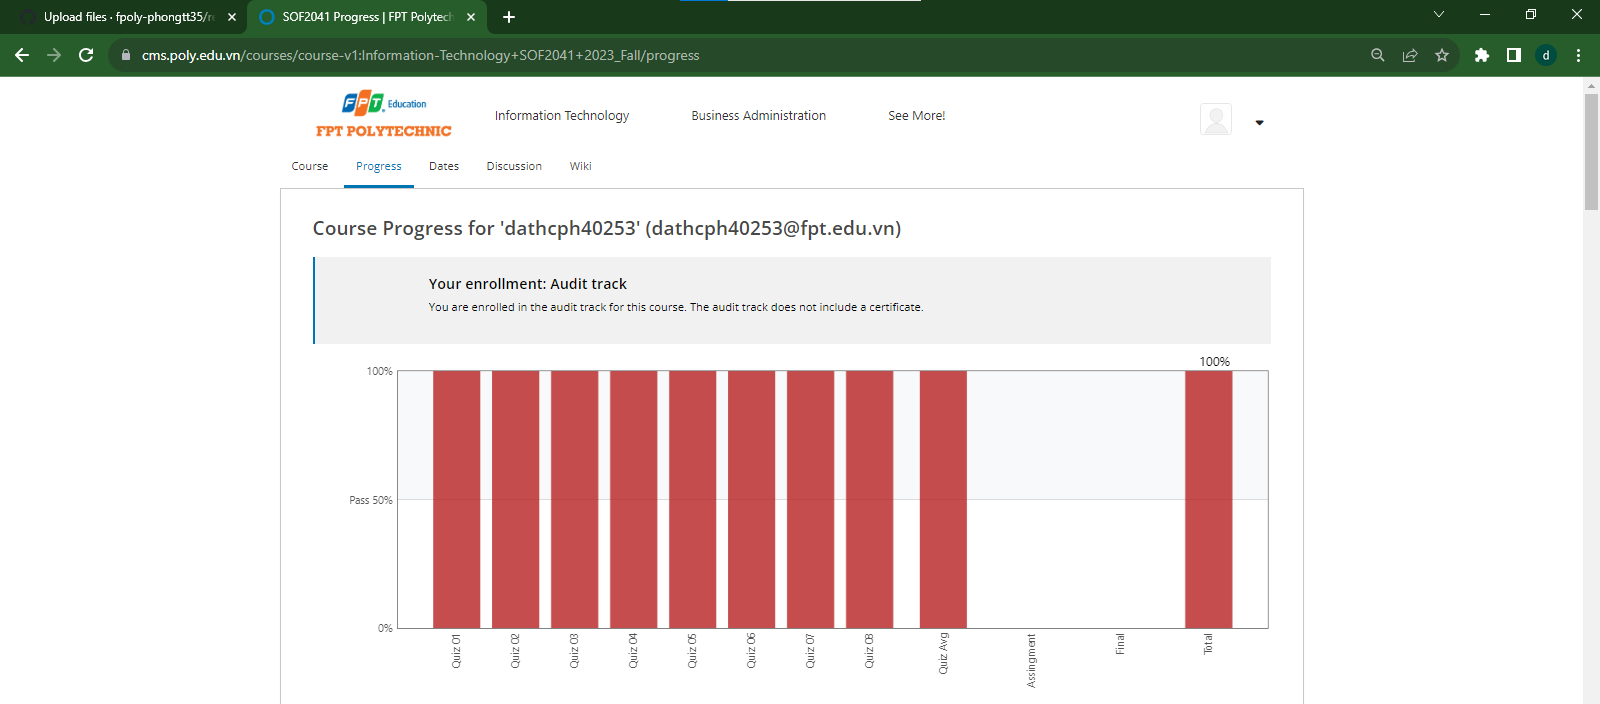 Upload files · fpoly-phongtt35/
SOF2041 Progress | FPT Polytech
cms.poly.edu.vn/courses/course-v1:Information-Technology+SOF2041+2023_Fall/progress
d
FPT. Education
FPT POLYTECHNIC
Information Technology
Business Administration
See More!
Course
Progress
Dates
Discussion
Wiki
Course Progress for 'dathcph40253' (dathcph40253@fpt.edu.vn)
Your enrollment: Audit track
You are enrolled in the audit track for this course. The audit track does not include a certificate.
100%
100%
Pass 50%
0%
Quiz 01
Quiz 02
Quiz 03
Quiz 04
Quiz 05
Quiz 06
Quiz 07
Quiz 08
Quiz Avg
Assingment
Final
Total